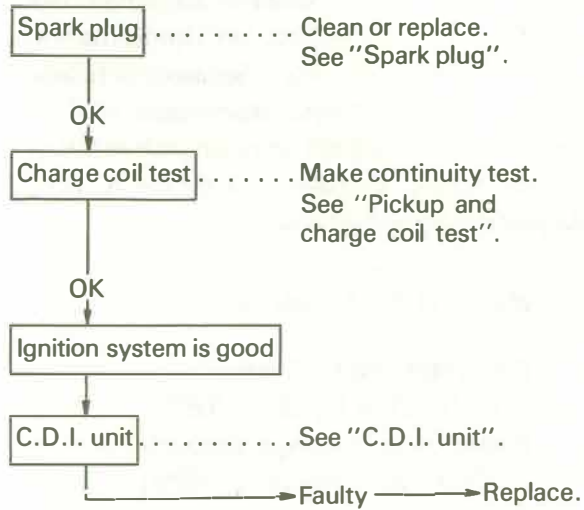 Spark plug.......... Clean or replace.
See "Spark plug".
OK
Charge coil test....... Make continuity test.
See "Pickup and
charge coil test".
OK
Ignition system is good
C.D.I. unit.......... See "C.D.I. unit".
Faulty Replace.